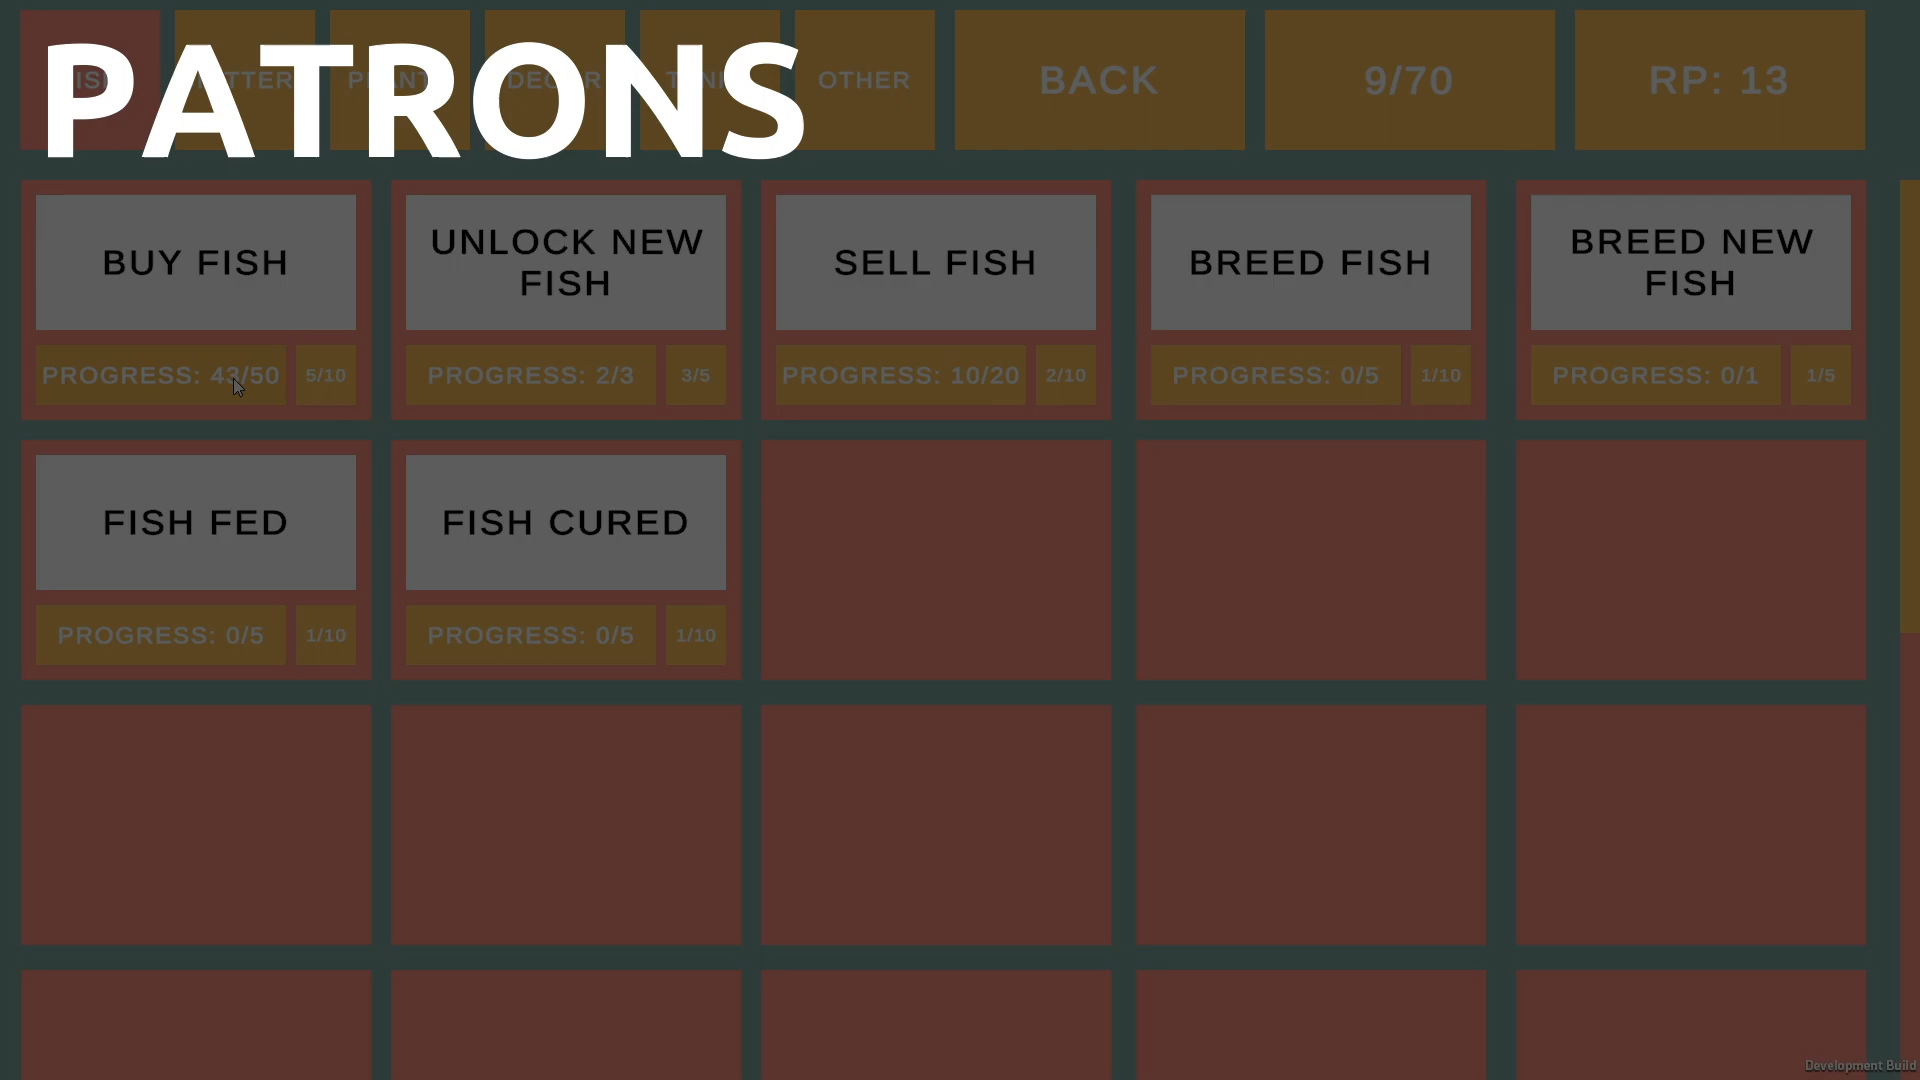 PATRONS
OTHER
BACK
9/70
RP: 13
BUY FISH
PROGRESS: 43/50
5/10
UNLOCK NEW
FISH
PROGRESS: 2/3
3/5
SELL FISH
PROGRESS: 10/20
2/10
BREED FISH
PROGRESS: 0/5
1/10
BREED NEW
FISH
PROGRESS: 0/1
1/5
FISH FED
PROGRESS: 0/5
1/10
FISH CURED
PROGRESS: 0/5
1/10
Development Build